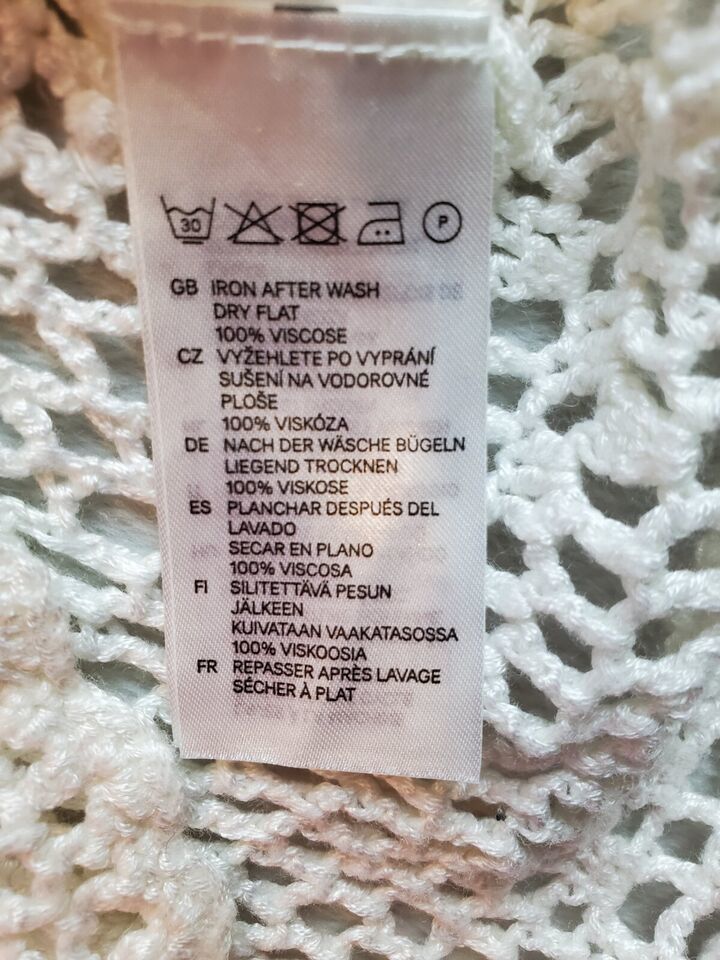 30 P
GB IRON AFTER WASH
DRY FLAT
100% VISCOSE
CZ VYŽEHLETE PO VYPRÁNÍ
SUŠENÍ NA VODOROVNÉ
PLOŠE
100% VISKÓZA
DE NACH DER WÄSCHE BÜGELN
LIEGEND TROCKNEN
100% VISKOSE
ES PLANCHAR DESPUÉS DEL
LAVADO
SECAR EN PLANO
100% VISCOSA
FI SILITETTÄVÄ PESUN
JÄLKEEN
KUIVATAAN VAAKATASOSSA
100% VISKOOSIA
FR REPASSER APRÈS LAVAGE
SÉCHER À PLAT